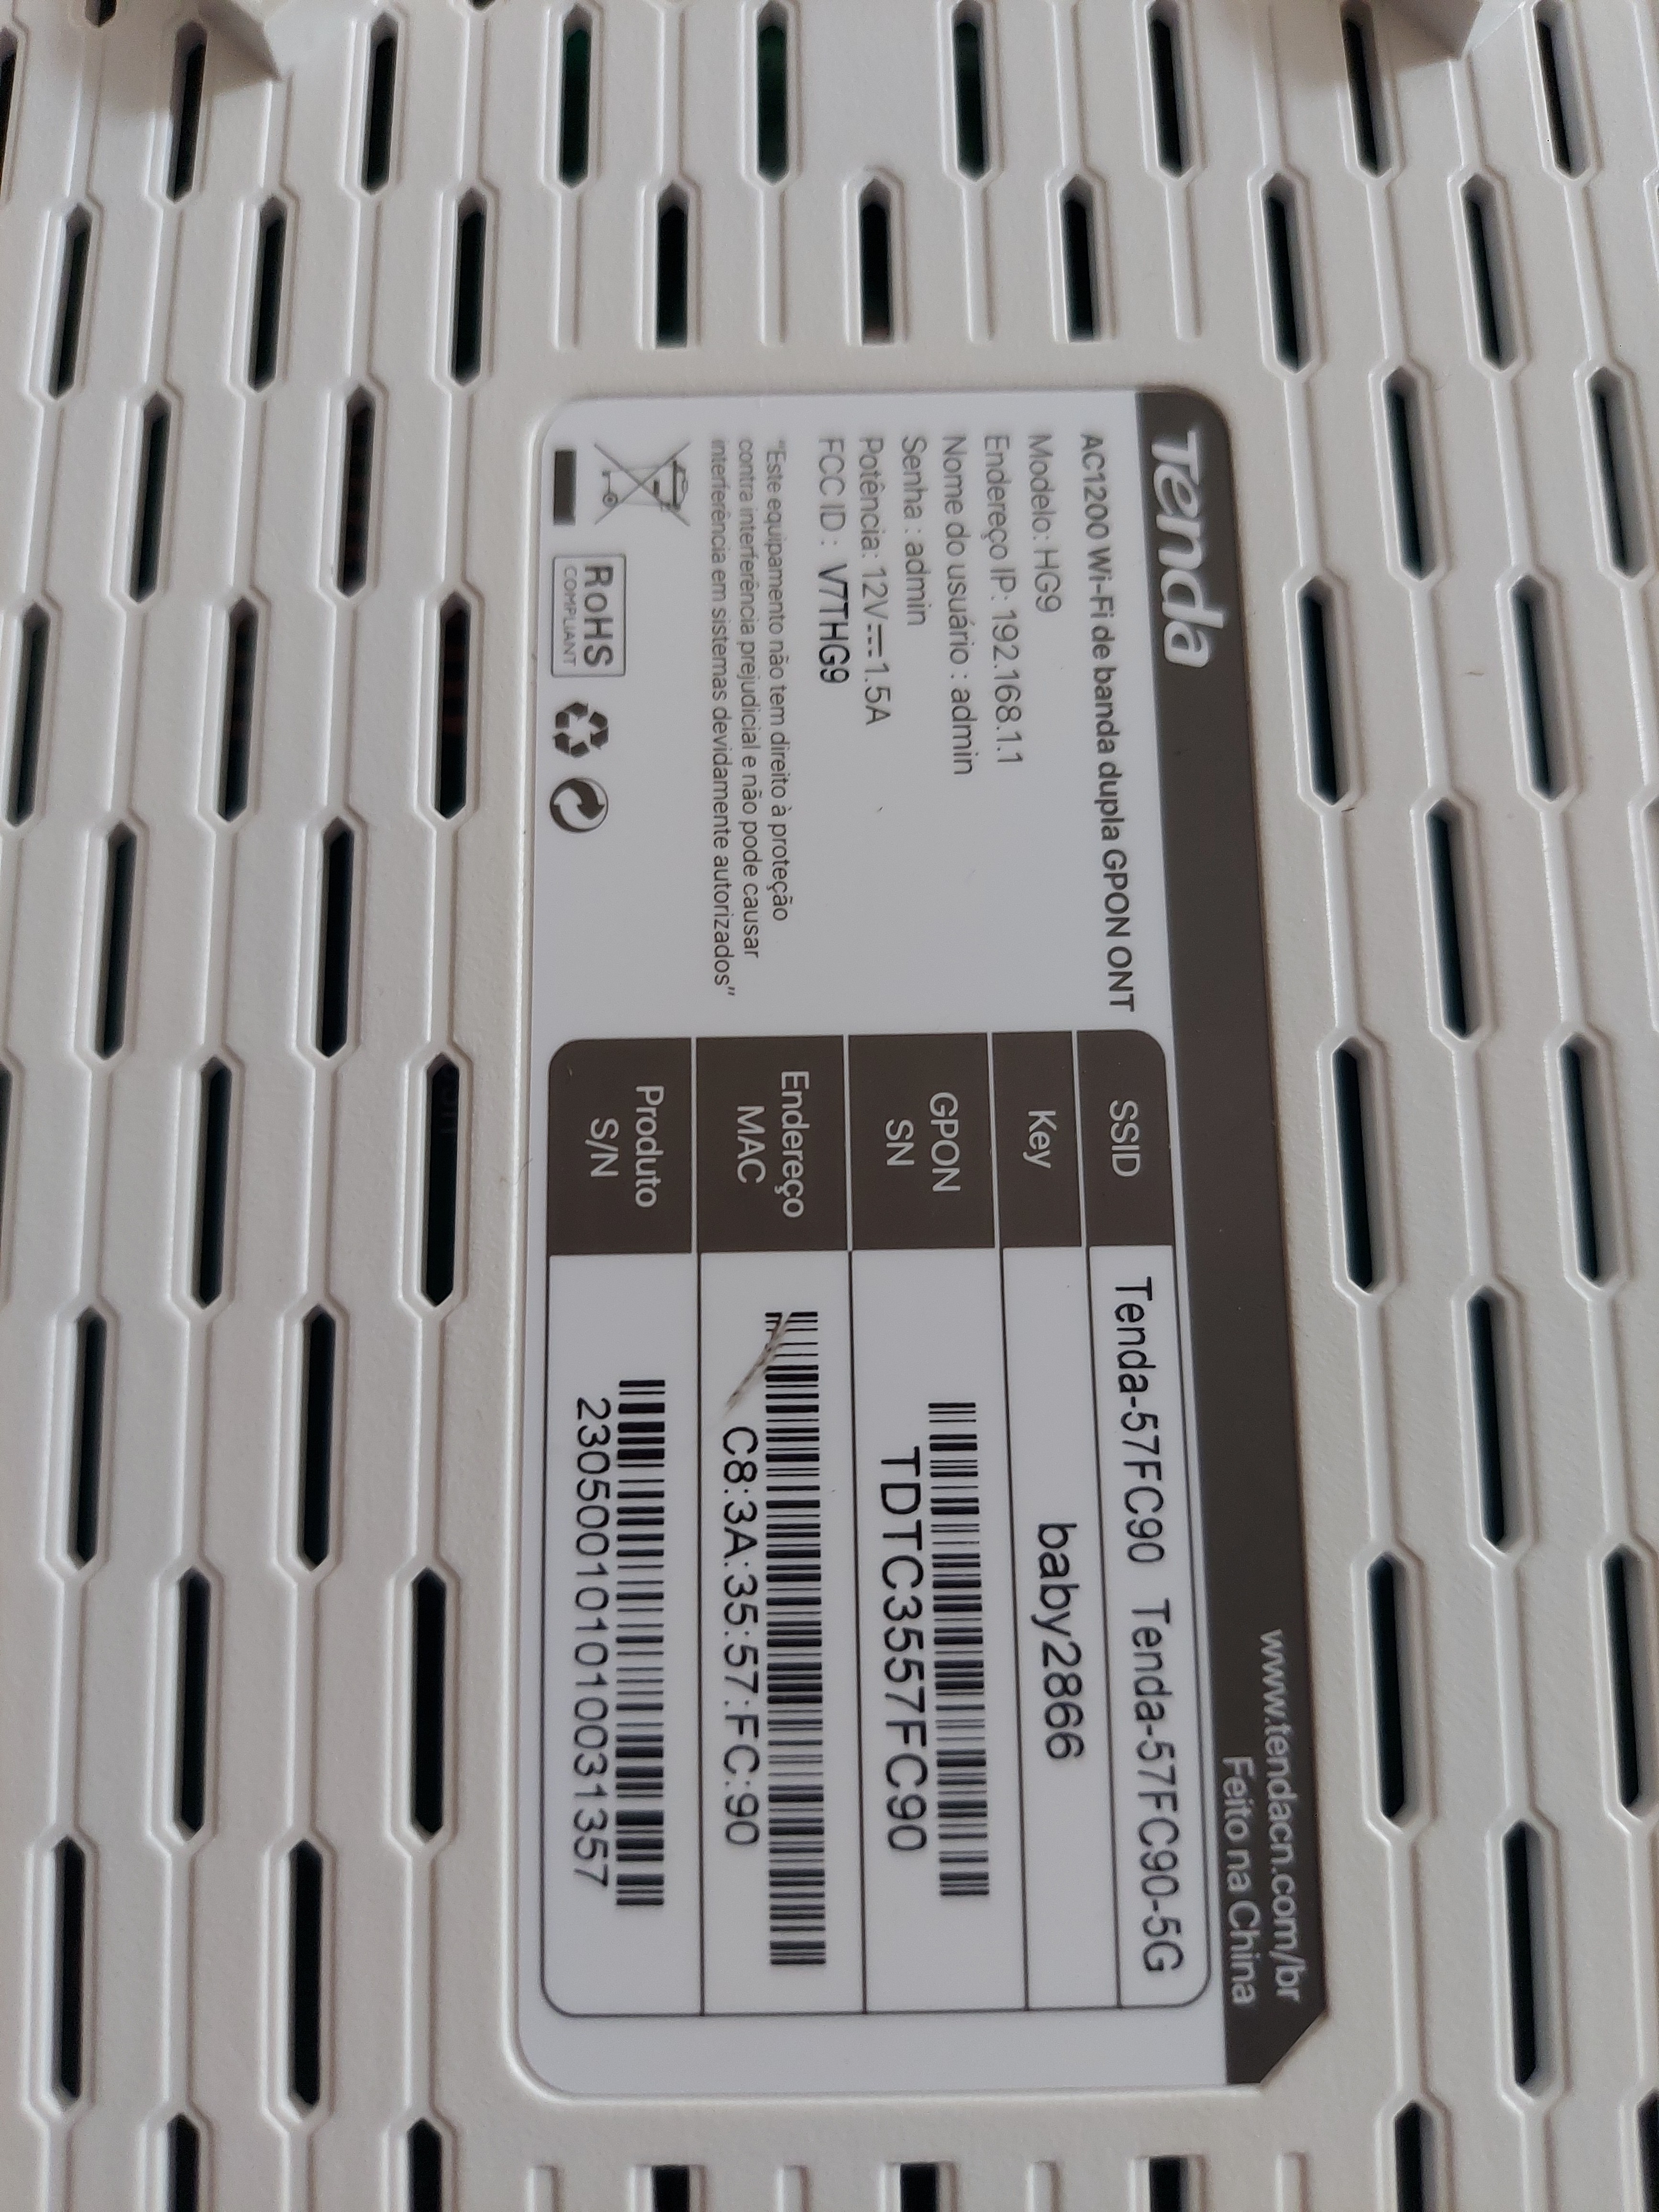 Tenda
www.tendacn.com/br
Feito na China
AC1200 Wi-Fi de banda dupla GPON ONT
Modelo: HG9
Endereço IP: 192.168.1.1
Nome do usuário : admin
Senha : admin
Potência: 12V⎓1.5A
FCC ID : V7THG9
"Este equipamento não tem direito à proteção
contra interferência prejudicial e não pode causar
interferência em sistemas devidamente autorizados"
RoHS
COMPLIANT
SSID
Tenda-57FC90 Tenda-57FC90-5G
Key
baby2866
GPON
SN
TDTC3557FC90
Endereço
MAC
C8:3A:35:57:FC:90
Produto
S/N
23050010101010031357